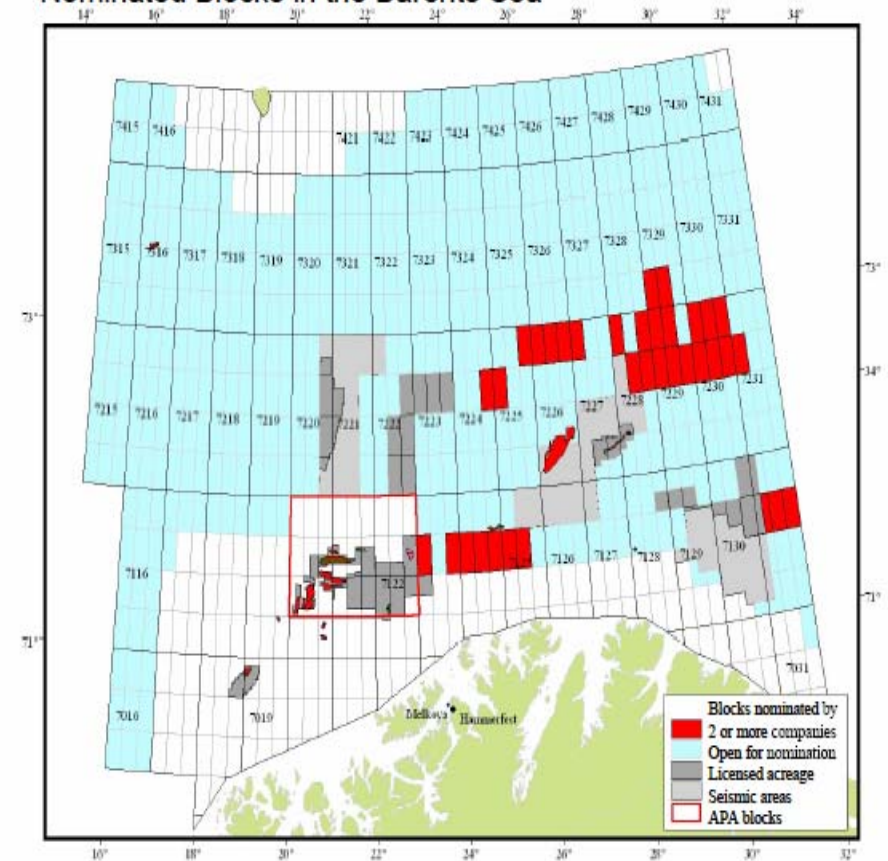 Nominated Blocks in the Barents Sea
14° 16° 18° 20° 22° 24° 26° 28° 30° 32° 34°
7415 7416 7421 7422 7423 7424 7425 7426 7427 7428 7429 7430 7431
7315 7316 7317 7318 7319 7320 7321 7322 7323 7324 7325 7326 7327 7328 7329 7330 7331
73° 73°
34°
7215 7216 7217 7218 7219 7220 7221 7222 7223 7224 7225 7226 7227 7228 7229 7230 7231
7116 7122 7126 7127 7128 7129 7130
71° 71°
7019 7031
Melkøya Hammerfest
Blocks nominated by
2 or more companies
Open for nomination
Licensed acreage
Seismic areas
APA blocks
16° 20° 22° 24° 26° 28° 30° 32°